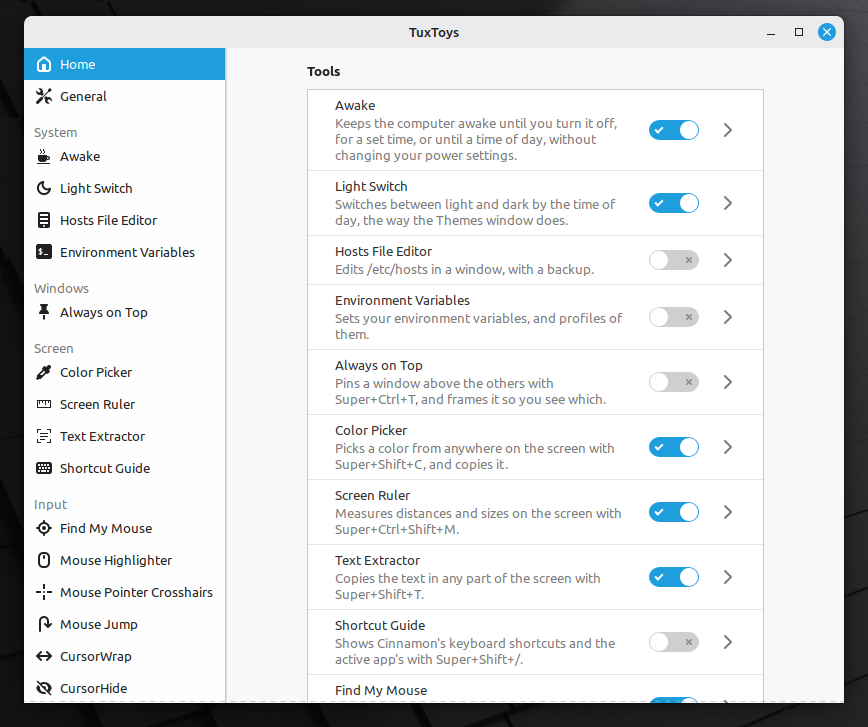 TuxToys
Home
General
System
Awake
Light Switch
Hosts File Editor
Environment Variables
Windows
Always on Top
Screen
Color Picker
Screen Ruler
Text Extractor
Shortcut Guide
Input
Find My Mouse
Mouse Highlighter
Mouse Pointer Crosshairs
Mouse Jump
CursorWrap
CursorHide
Tools
Awake
Keeps the computer awake until you turn it off,
for a set time, or until a time of day, without
changing your power settings.
Light Switch
Switches between light and dark by the time of
day, the way the Themes window does.
Hosts File Editor
Edits /etc/hosts in a window, with a backup.
Environment Variables
Sets your environment variables, and profiles of
them.
Always on Top
Pins a window above the others with
Super+Ctrl+T, and frames it so you see which.
Color Picker
Picks a color from anywhere on the screen with
Super+Shift+C, and copies it.
Screen Ruler
Measures distances and sizes on the screen with
Super+Ctrl+Shift+M.
Text Extractor
Copies the text in any part of the screen with
Super+Shift+T.
Shortcut Guide
Shows Cinnamon's keyboard shortcuts and the
active app's with Super+Shift+/.
Find My Mouse